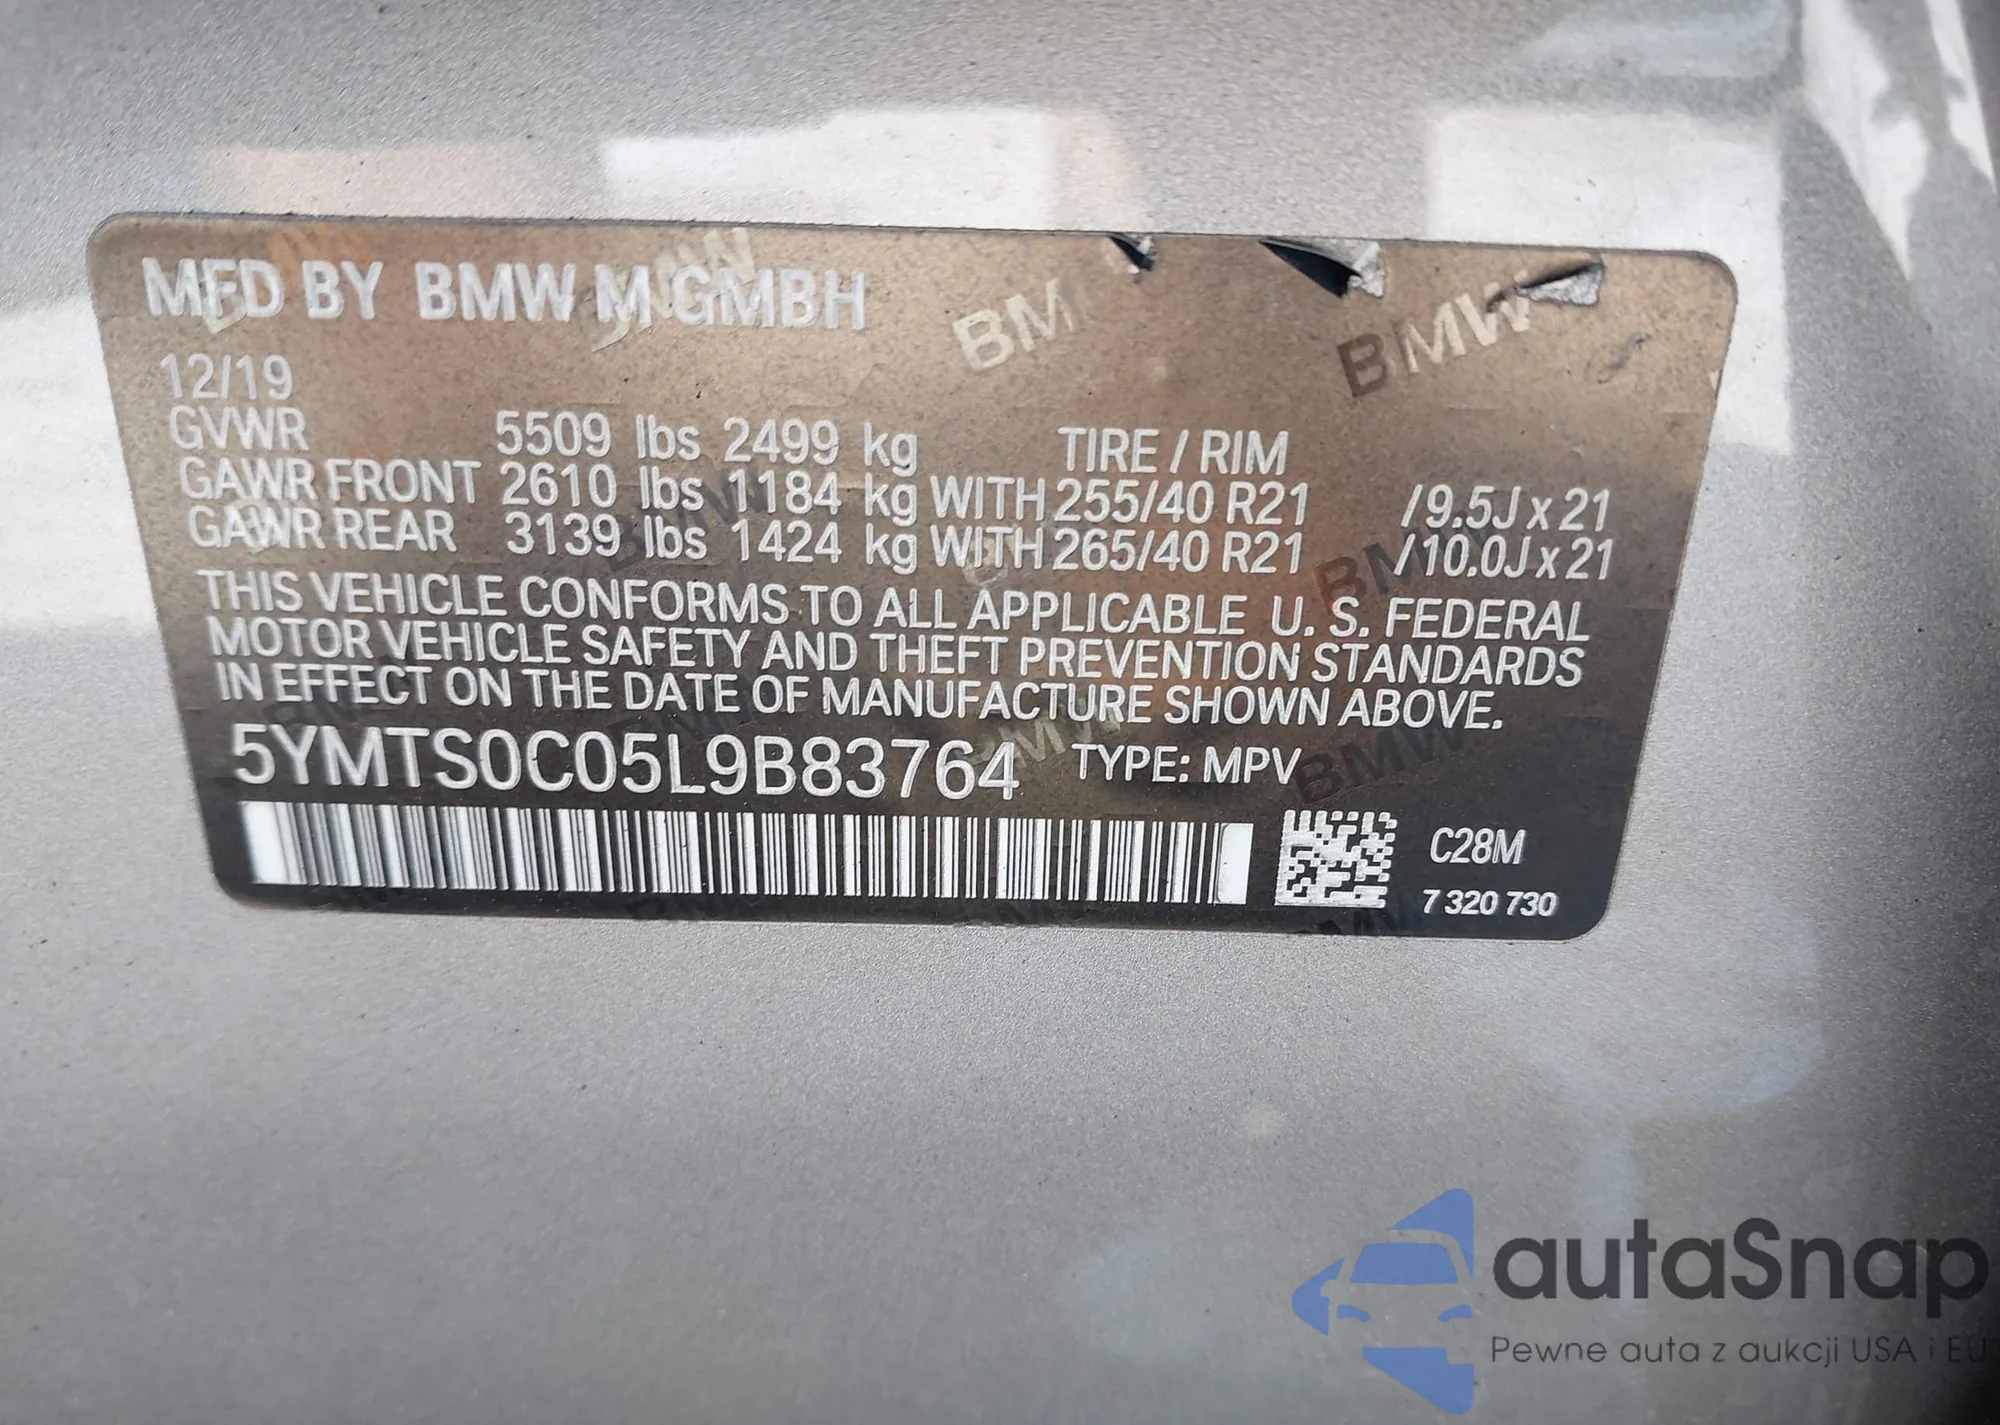 MFD BY BMW M GMBH
12/19
GVWR 5509 lbs 2499 kg TIRE / RIM
GAWR FRONT 2610 lbs 1184 kg WITH 255/40 R21 /9.5J x 21
GAWR REAR 3139 lbs 1424 kg WITH 265/40 R21 /10.0J x 21
THIS VEHICLE CONFORMS TO ALL APPLICABLE U. S. FEDERAL
MOTOR VEHICLE SAFETY AND THEFT PREVENTION STANDARDS
IN EFFECT ON THE DATE OF MANUFACTURE SHOWN ABOVE.
5YMTS0C05L9B83764 TYPE: MPV
C28M
7 320 730
autaSnap
Pewne auta z aukcji USA i EU